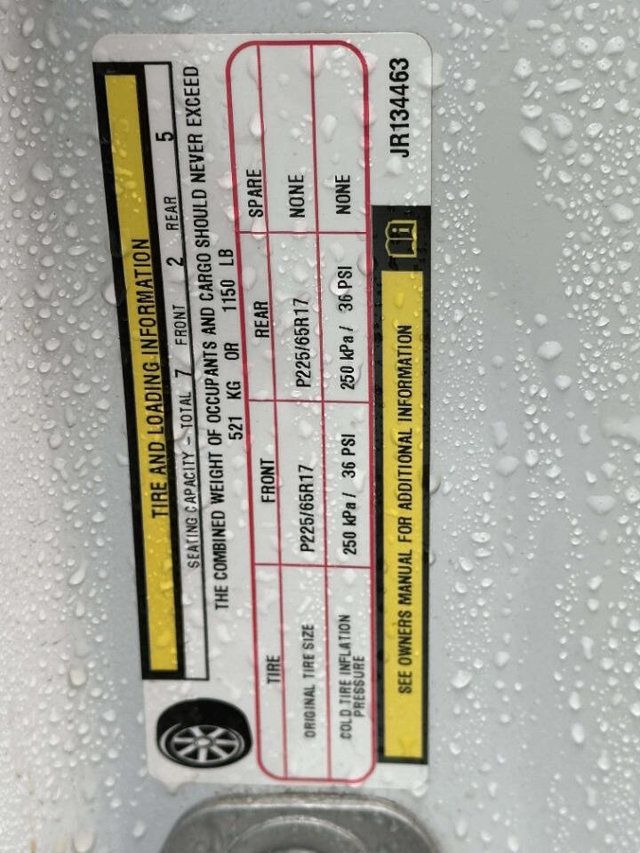 TIRE AND LOADING INFORMATION
SEATING CAPACITY - TOTAL 7 FRONT 2 REAR 5
THE COMBINED WEIGHT OF OCCUPANTS AND CARGO SHOULD NEVER EXCEED
521 KG OR 1150 LB
TIRE FRONT REAR SPARE
ORIGINAL TIRE SIZE P225/65R17 P225/65R17 NONE
COLD TIRE INFLATION PRESSURE 250 kPa / 36 PSI 250 kPa / 36 PSI NONE
SEE OWNERS MANUAL FOR ADDITIONAL INFORMATION
JR134463